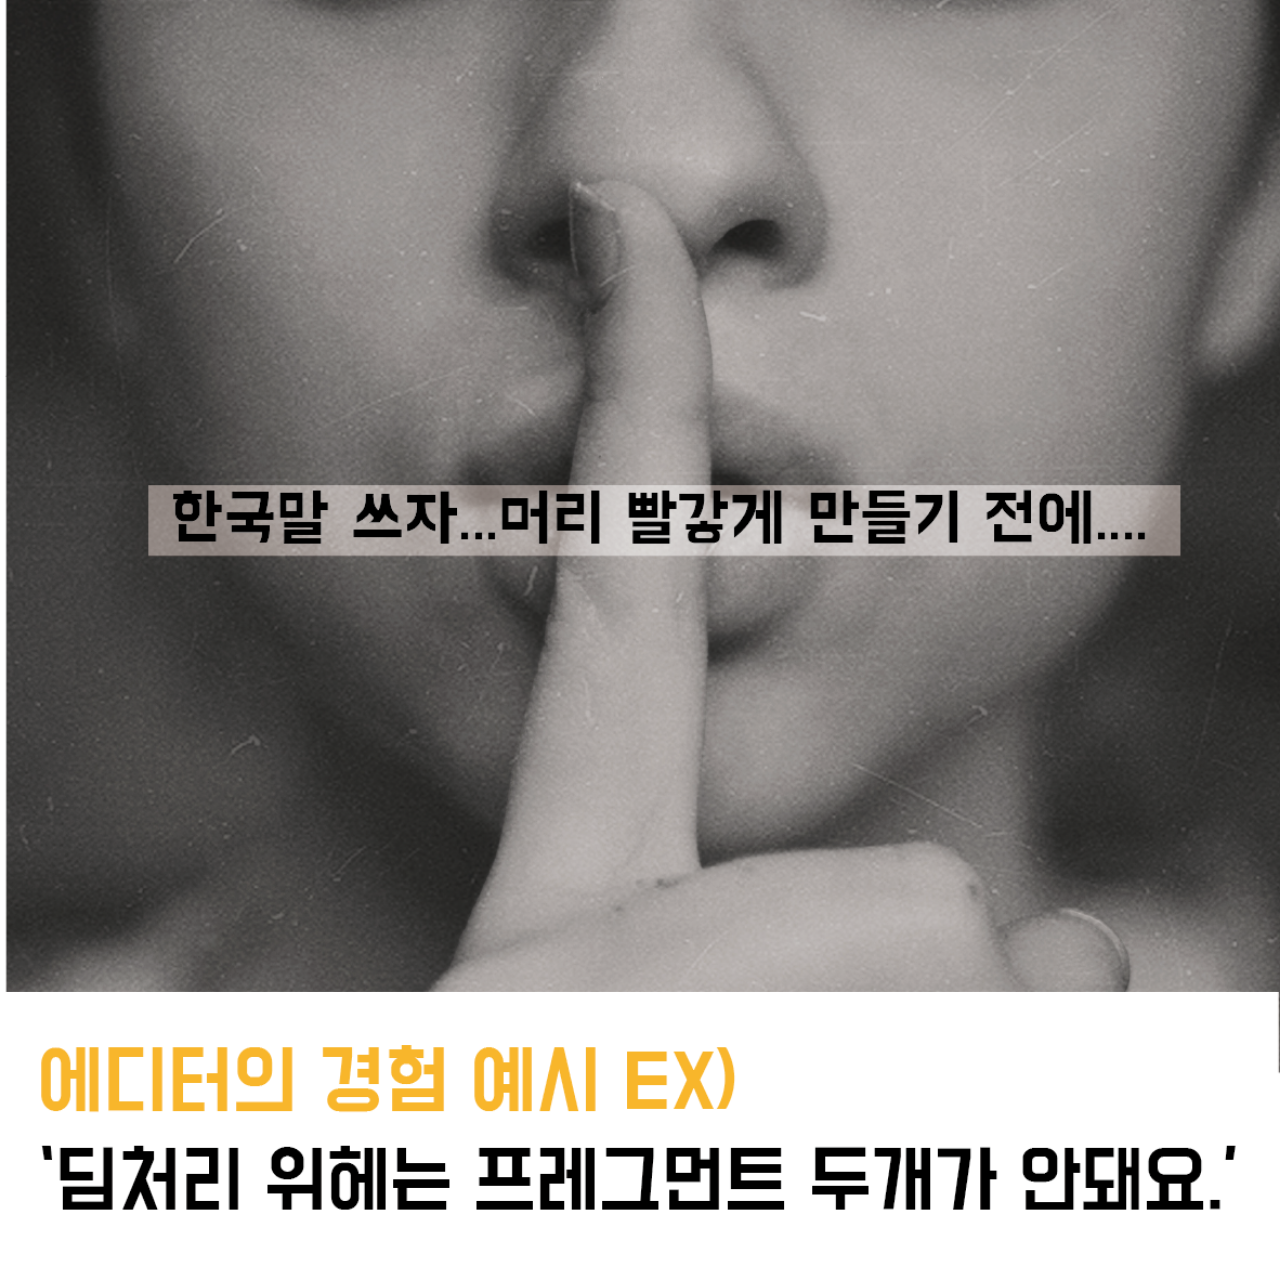 한국말 쓰자...머리 빨갛게 만들기 전에....
에디터의 경험 예시 EX)
‘딤처리 위헤는 프레그먼트 두개가 안돼요.’